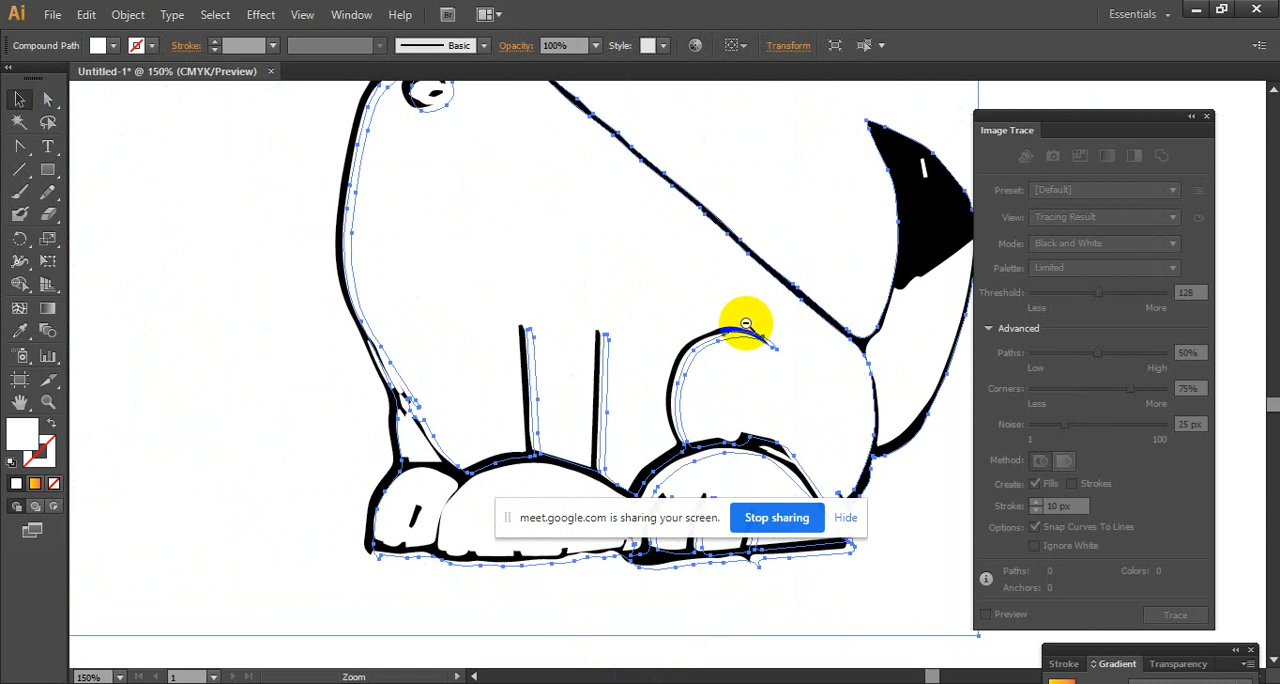 Ai File Edit Object Type Select Effect View Window Help Br Essentials
Compound Path Stroke: Basic Opacity: 100% Style: Transform
Untitled-1* @ 150% (CMYK/Preview)
Image Trace
Preset: [Default]
View: Tracing Result
Mode: Black and White
Palette: Limited
Threshold: 128
Less More
Advanced
Paths: 50%
Low High
Corners: 75%
Less More
Noise: 25 px
1 100
Method:
Create: Fills Strokes
Stroke: 10 px
Options: Snap Curves To Lines
Ignore White
Paths: 0 Colors: 0
Anchors: 0
Preview Trace
meet.google.com is sharing your screen. Stop sharing Hide
Stroke Gradient Transparency
150% 1 Zoom